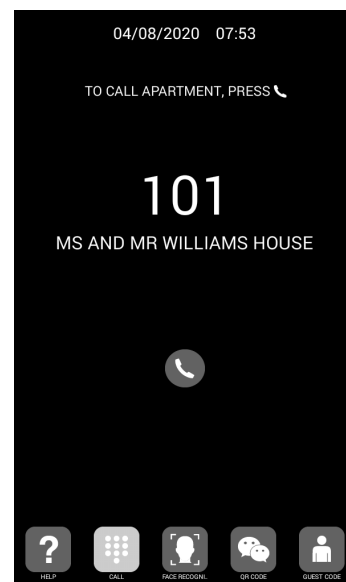 04/08/2020 07:53
TO CALL APARTMENT, PRESS
101
MS AND MR WILLIAMS HOUSE
?
HELP
CALL
FACE RECOGNI.
QR CODE
GUEST CODE